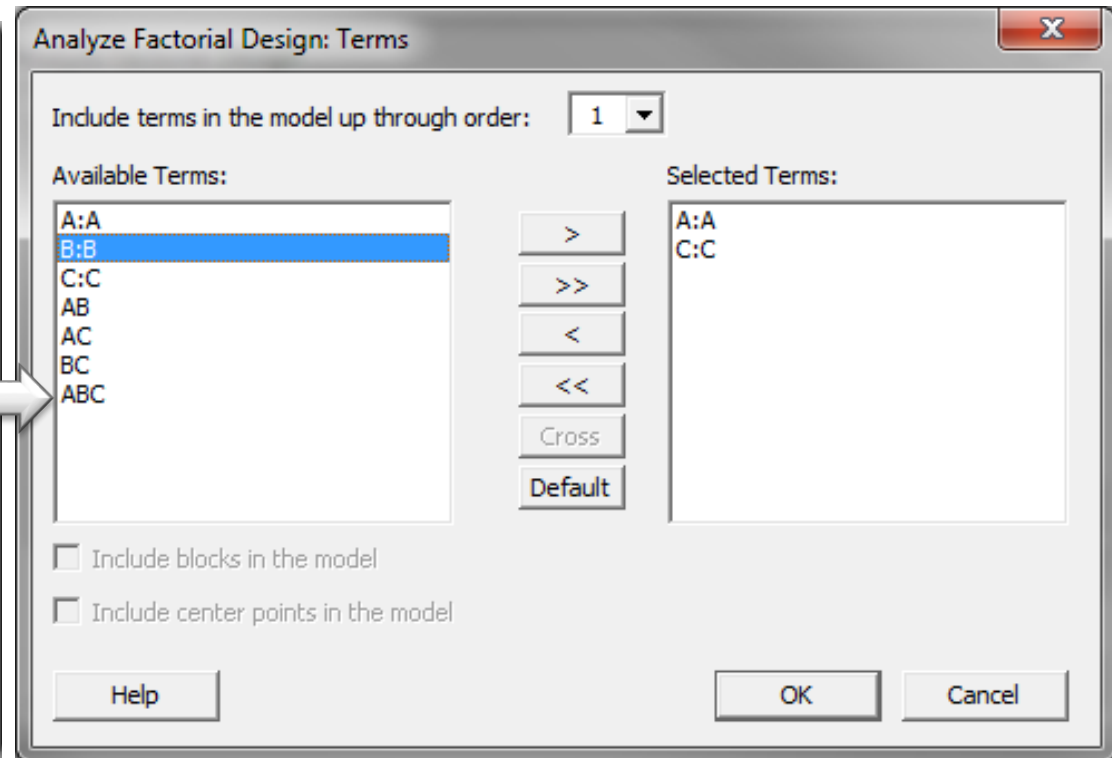 Analyze Factorial Design: Terms
X
Include terms in the model up through order: 1
Available Terms:
A:A
B:B
C:C
AB
AC
BC
ABC
>
>>
<
<<
Cross
Default
Selected Terms:
A:A
C:C
Include blocks in the model
Include center points in the model
Help
OK
Cancel